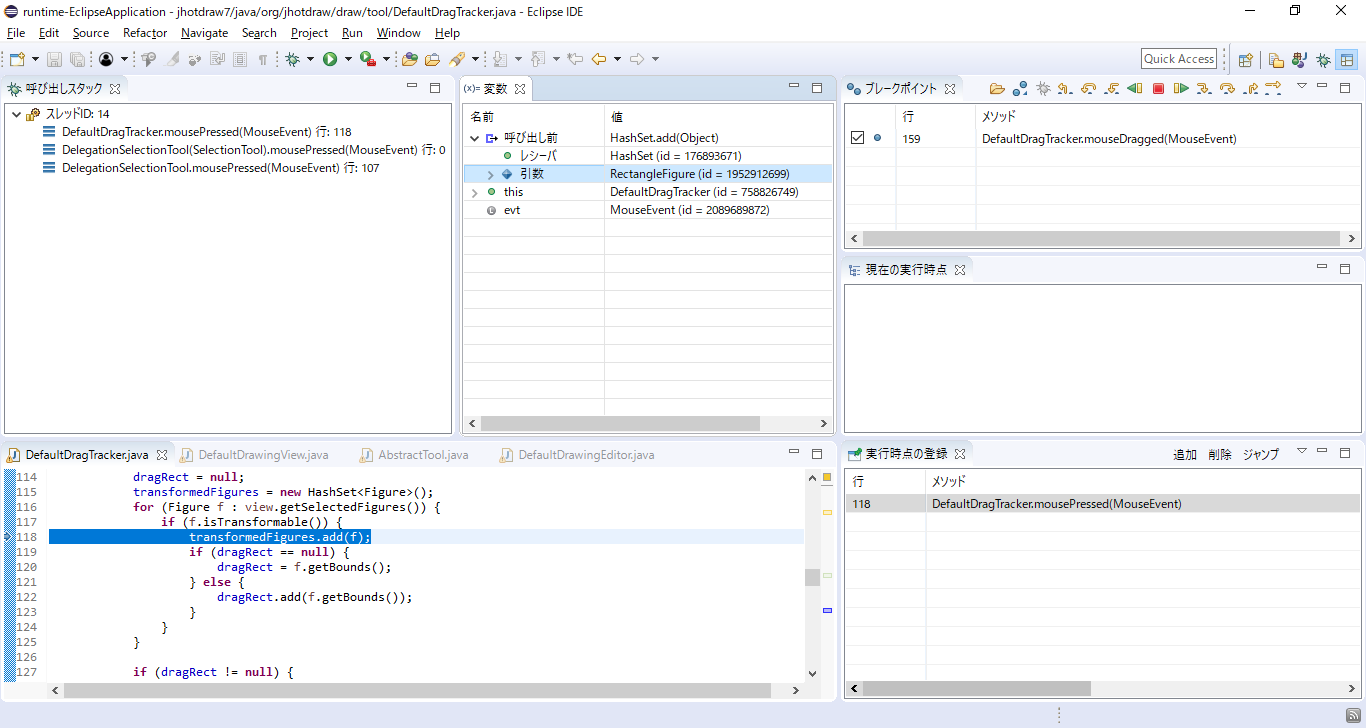 runtime-EclipseApplication - jhotdraw7/java/org/jhotdraw/draw/tool/DefaultDragTracker.java - Eclipse IDE
File Edit Source Refactor Navigate Search Project Run Window Help
Quick Access
呼び出しスタック
スレッドID: 14
DefaultDragTracker.mousePressed(MouseEvent) 行: 118
DelegationSelectionTool(SelectionTool).mousePressed(MouseEvent) 行: 0
DelegationSelectionTool.mousePressed(MouseEvent) 行: 107
(x)= 変数
名前 値
呼び出し前 HashSet.add(Object)
レシーバ HashSet (id = 176893671)
引数 RectangleFigure (id = 1952912699)
this DefaultDragTracker (id = 758826749)
evt MouseEvent (id = 2089689872)
ブレークポイント
行 メソッド
159 DefaultDragTracker.mouseDragged(MouseEvent)
現在の実行時点
DefaultDragTracker.java DefaultDrawingView.java AbstractTool.java DefaultDrawingEditor.java
114 dragRect = null;
115 transformedFigures = new HashSet<Figure>();
116 for (Figure f : view.getSelectedFigures()) {
117 if (f.isTransformable()) {
118 transformedFigures.add(f);
119 if (dragRect == null) {
120 dragRect = f.getBounds();
121 } else {
122 dragRect.add(f.getBounds());
123 }
124 }
125 }
126
127 if (dragRect != null) {
実行時点の登録 追加 削除 ジャンプ
行 メソッド
118 DefaultDragTracker.mousePressed(MouseEvent)